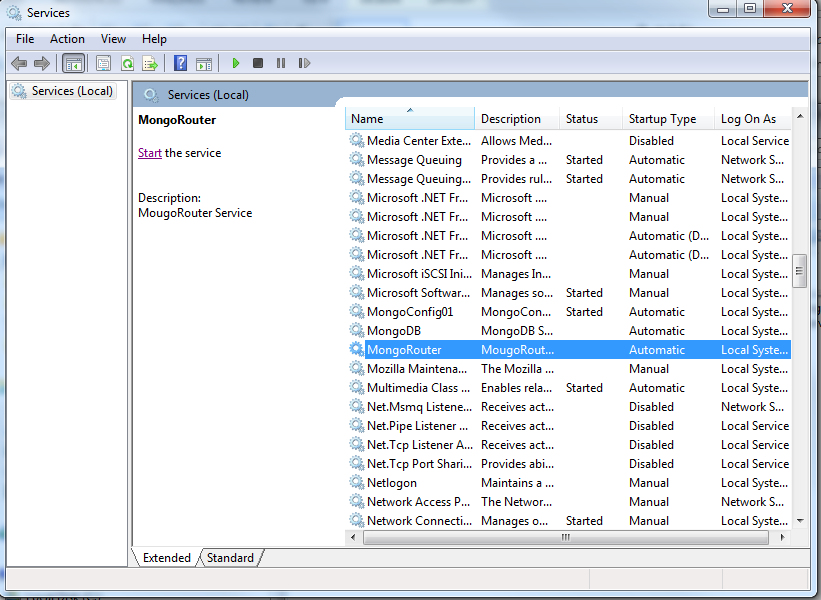 Services
File Action View Help
Services (Local)
Services (Local)
MongoRouter
Start the service
Description:
MougoRouter Service
Name Description Status Startup Type Log On As
Media Center Exte... Allows Med... Disabled Local Service
Message Queuing Provides a ... Started Automatic Network S...
Message Queuing... Provides rul... Started Automatic Network S...
Microsoft .NET Fr... Microsoft .... Manual Local Syste...
Microsoft .NET Fr... Microsoft .... Manual Local Syste...
Microsoft .NET Fr... Microsoft .... Automatic (D... Local Syste...
Microsoft .NET Fr... Microsoft .... Automatic (D... Local Syste...
Microsoft iSCSI Ini... Manages In... Manual Local Syste...
Microsoft Softwar... Manages so... Started Manual Local Syste...
MongoConfig01 MongoCon... Started Automatic Local Syste...
MongoDB MongoDB S... Automatic Local Syste...
MongoRouter MougoRout... Automatic Local Syste...
Mozilla Maintena... The Mozilla ... Manual Local Syste...
Multimedia Class ... Enables rela... Started Automatic Local Syste...
Net.Msmq Listene... Receives act... Disabled Network S...
Net.Pipe Listener ... Receives act... Disabled Local Service
Net.Tcp Listener A... Receives act... Disabled Local Service
Net.Tcp Port Shari... Provides abi... Disabled Local Service
Netlogon Maintains a ... Manual Local Syste...
Network Access P... The Networ... Manual Network S...
Network Connecti... Manages o... Started Manual Local Syste...
Extended Standard